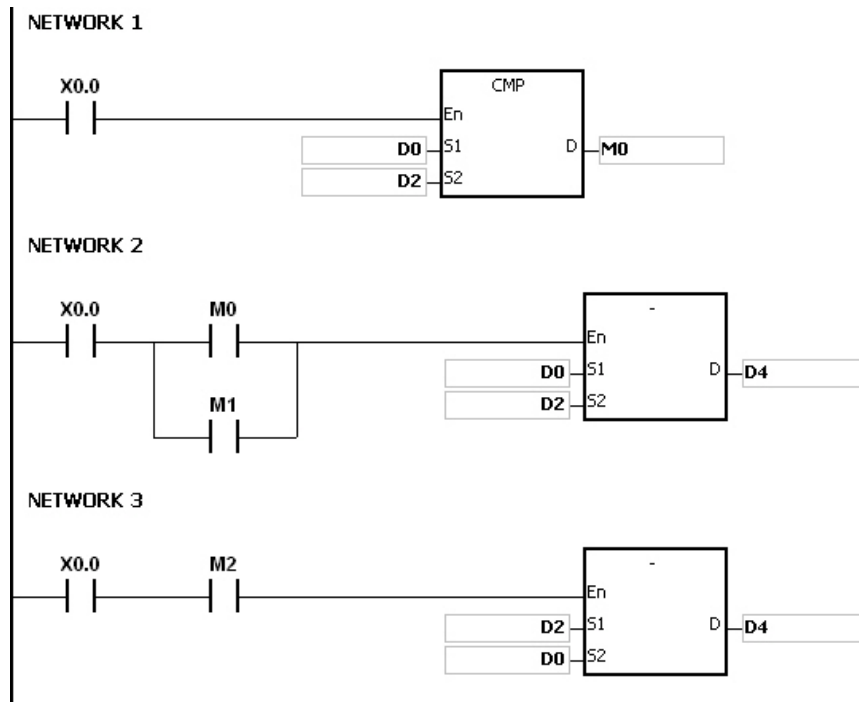 NETWORK 1
X0.0
CMP
En
D0 S1 D M0
D2 S2
NETWORK 2
X0.0 M0
-
En
D0 S1 D D4
M1 D2 S2
NETWORK 3
X0.0 M2
-
En
D2 S1 D D4
D0 S2